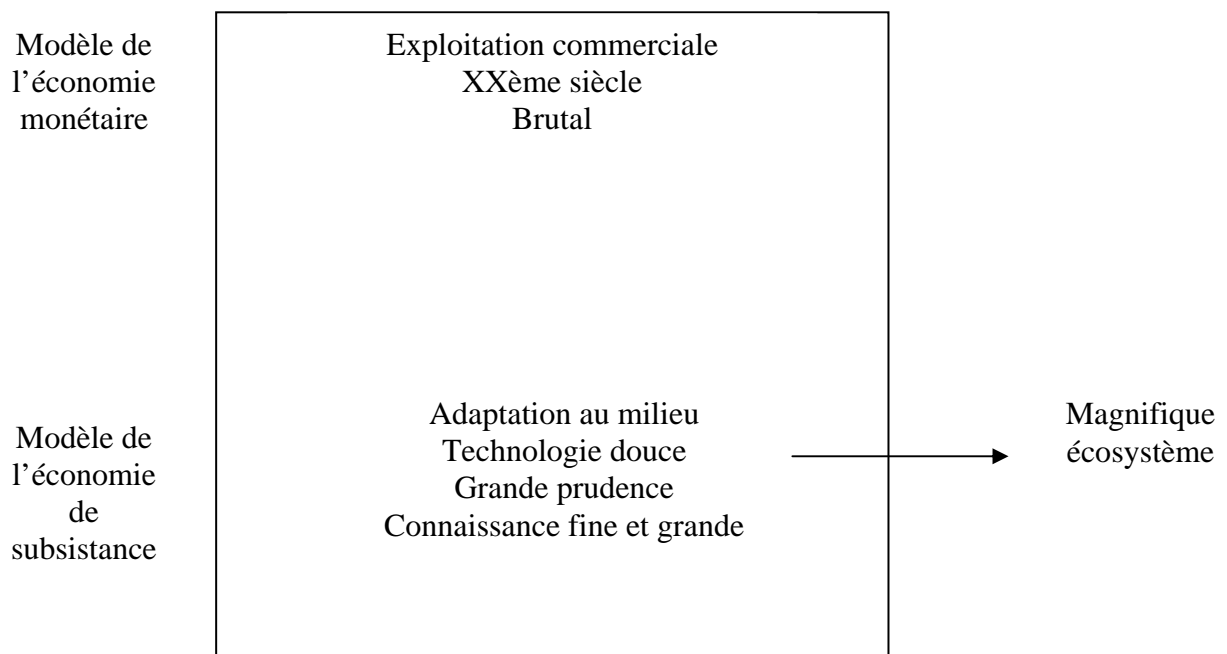 Modèle de
l’économie
monétaire
Exploitation commerciale
XXème siècle
Brutal
Modèle de
l’économie
de
subsistance
Adaptation au milieu
Technologie douce
Grande prudence
Connaissance fine et grande
Magnifique
écosystème